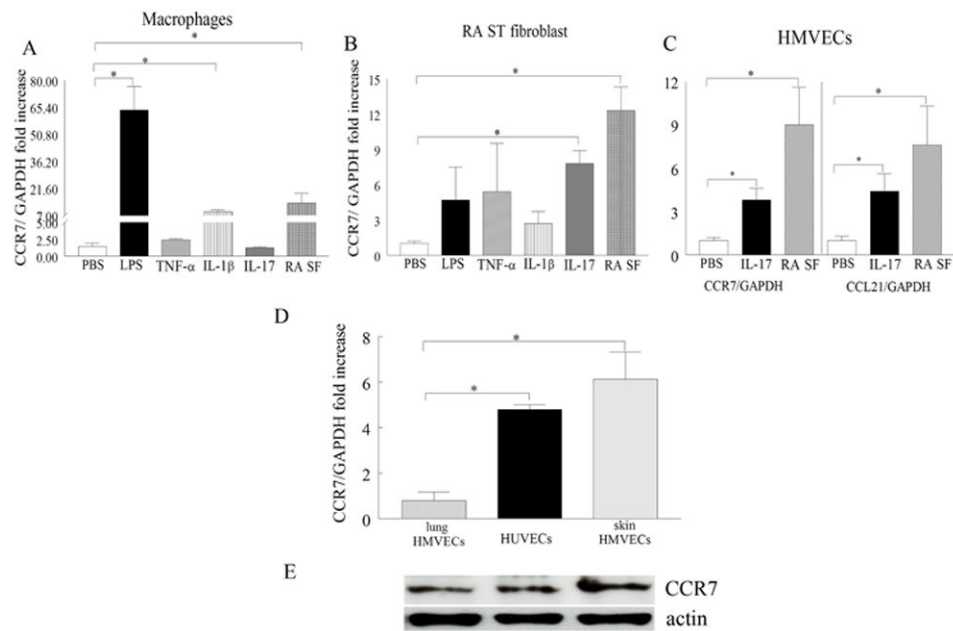 Macrophages
A
CCR7/ GAPDH fold increase
80.00
65.40
50.80
36.20
21.60
7.00
5.00
2.50
0.00
*
*
*
PBS LPS TNF-α IL-1β IL-17 RA SF
RA ST fibroblast
B
CCR7/ GAPDH fold increase
15
12
9
6
3
0
*
*
PBS LPS TNF-α IL-1β IL-17 RA SF
HMVECs
C
12
9
6
3
0
*
*
*
*
PBS IL-17 RA SF PBS IL-17 RA SF
CCR7/GAPDH CCL21/GAPDH
D
CCR7/GAPDH fold increase
8
6
4
2
0
*
*
lung
HMVECs
HUVECs
skin
HMVECs
E
CCR7
actin